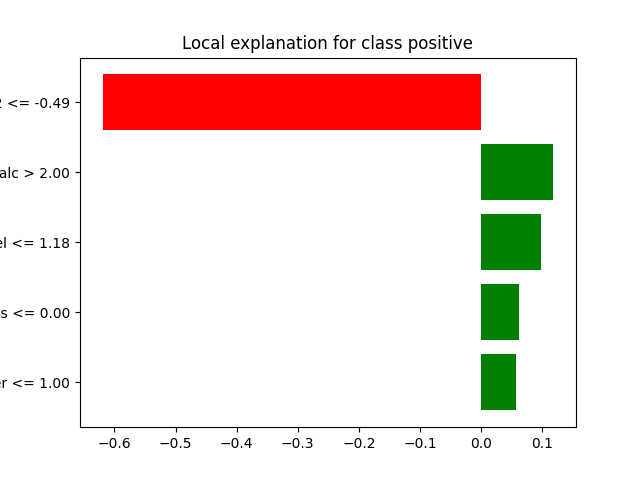 Local explanation for class positive
2 <= -0.49
alc > 2.00
el <= 1.18
s <= 0.00
er <= 1.00
−0.6 −0.5 −0.4 −0.3 −0.2 −0.1 0.0 0.1